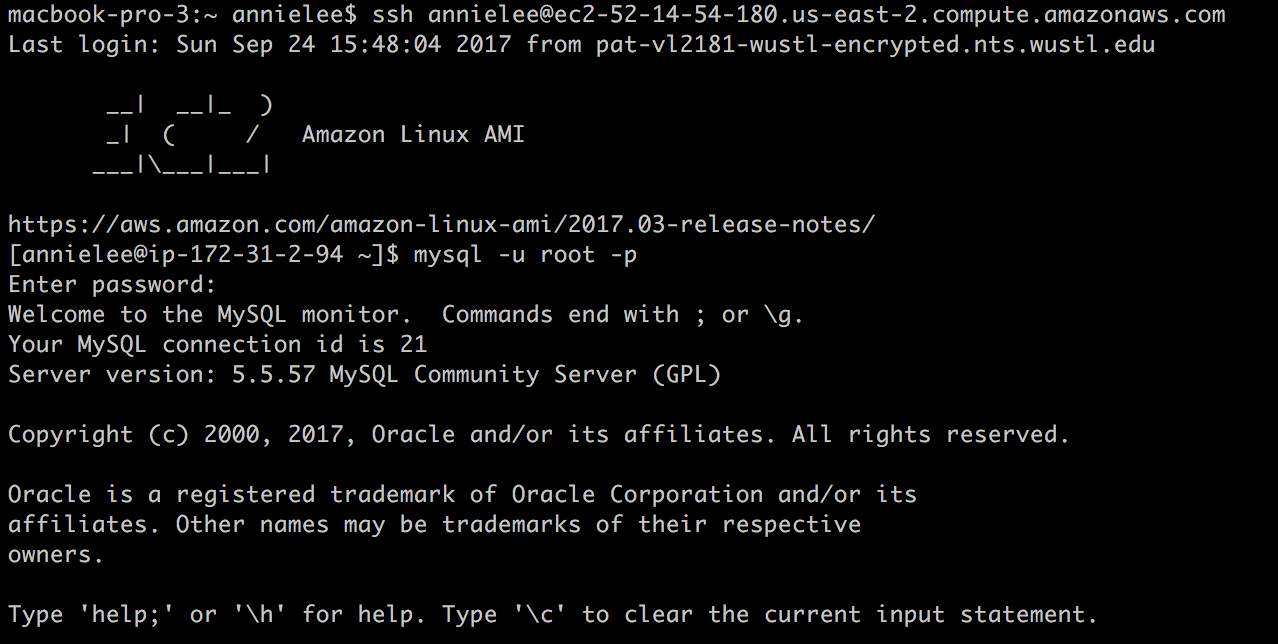 macbook-pro-3:~ annielee$ ssh annielee@ec2-52-14-54-180.us-east-2.compute.amazonaws.com
Last login: Sun Sep 24 15:48:04 2017 from pat-vl2181-wustl-encrypted.nts.wustl.edu
       __|  __|_  )
       _|  (     /   Amazon Linux AMI
      ___|\___|___|
https://aws.amazon.com/amazon-linux-ami/2017.03-release-notes/
[annielee@ip-172-31-2-94 ~]$ mysql -u root -p
Enter password:
Welcome to the MySQL monitor.  Commands end with ; or \g.
Your MySQL connection id is 21
Server version: 5.5.57 MySQL Community Server (GPL)
Copyright (c) 2000, 2017, Oracle and/or its affiliates. All rights reserved.
Oracle is a registered trademark of Oracle Corporation and/or its
affiliates. Other names may be trademarks of their respective
owners.
Type 'help;' or '\h' for help. Type '\c' to clear the current input statement.